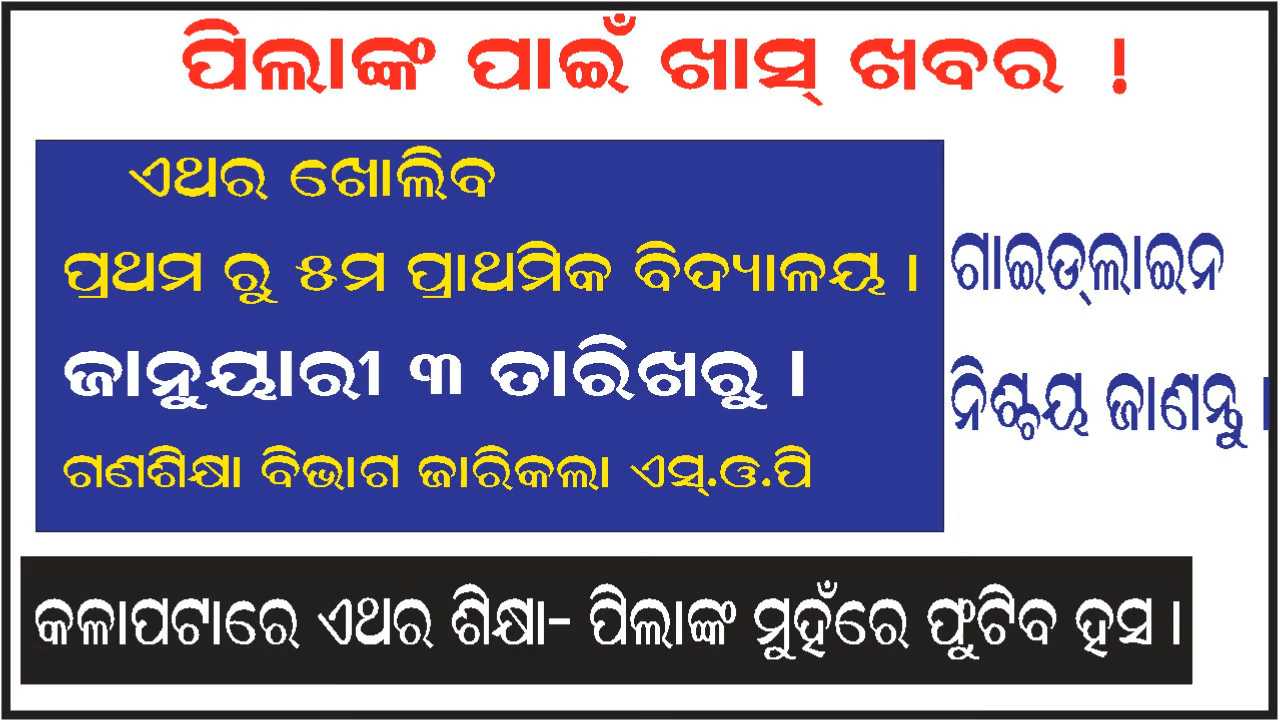 ପିଲାଙ୍କ ପାଇଁ ଖାସ୍ ଖବର !
ଏଥର ଖୋଲିବ
ପ୍ରଥମ ରୁ ୫ମ ପ୍ରାଥମିକ ବିଦ୍ୟାଳୟ ।
ଜାନୁୟାରୀ ୩ ତାରିଖରୁ ।
ଗଣଶିକ୍ଷା ବିଭାଗ ଜାରିକଲା ଏସ୍.ଓ.ପି
ଗାଇଡ୍‌ଲାଇନ
ନିଶ୍ଚୟ ଜାଣନ୍ତୁ ।
କଳାପଟାରେ ଏଥର ଶିକ୍ଷା- ପିଲାଙ୍କ ମୁହଁରେ ଫୁଟିବ ହସ ।